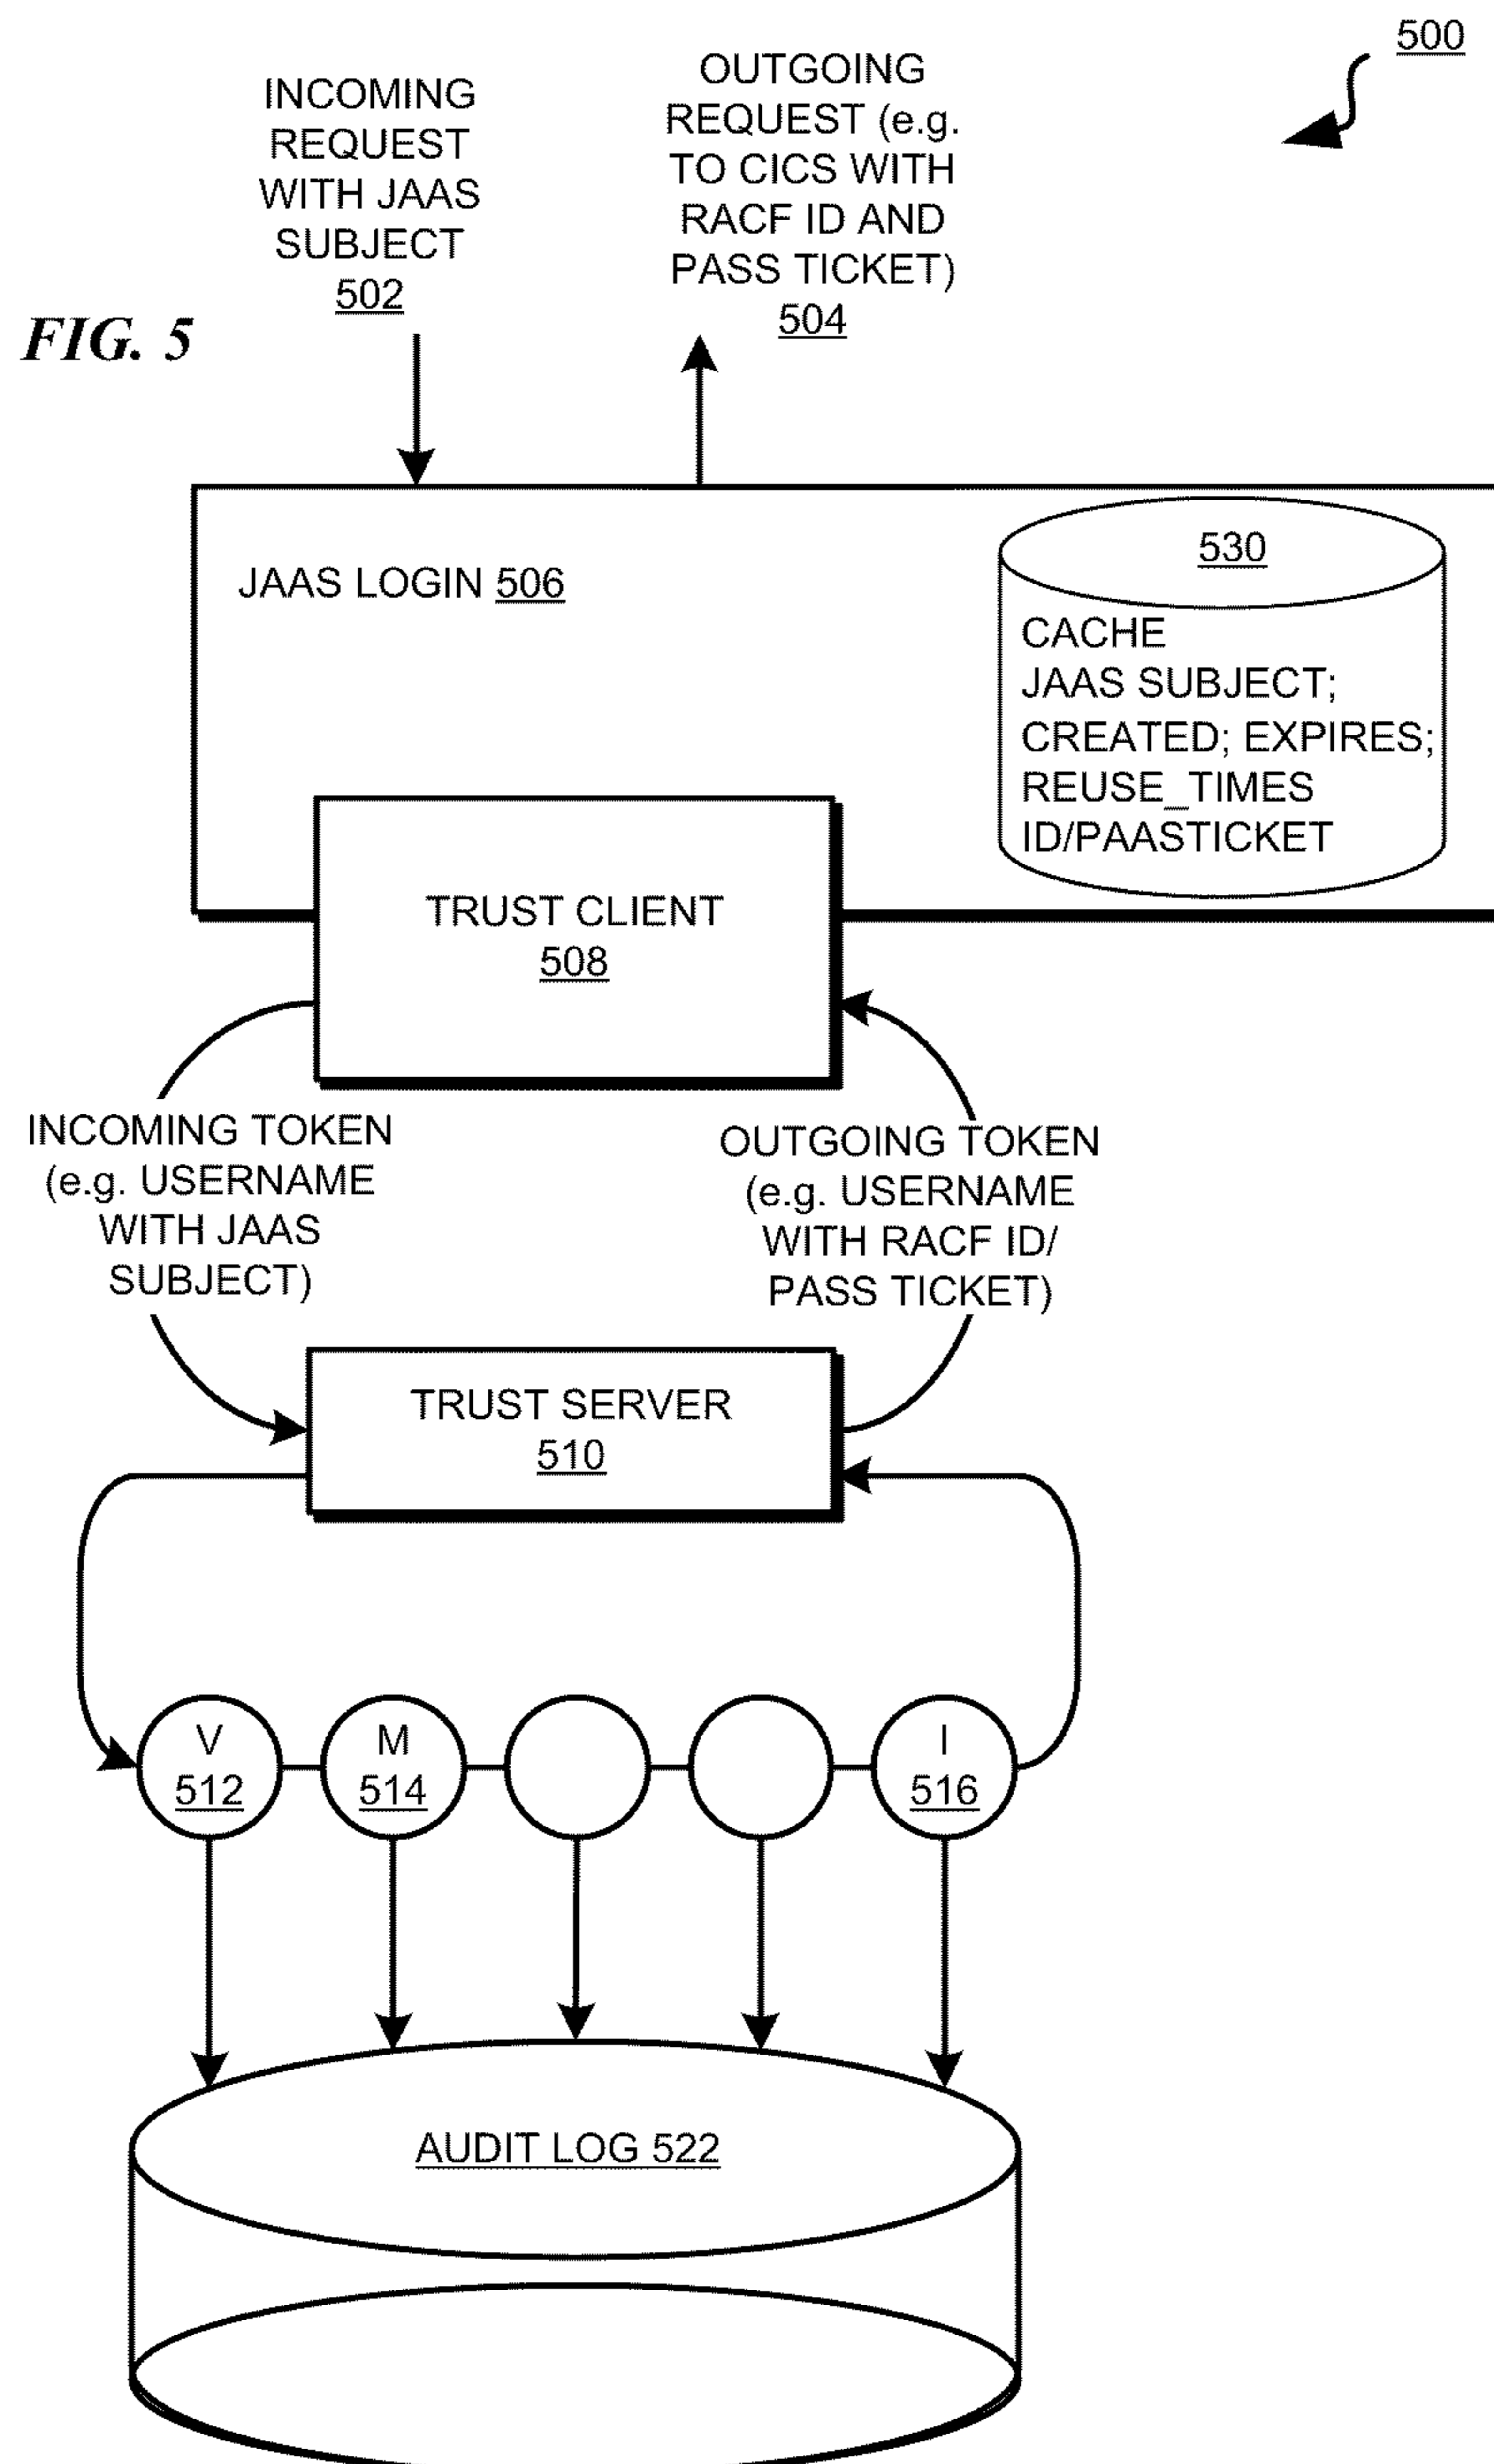 500
INCOMING
REQUEST
WITH JAAS
SUBJECT
502
OUTGOING
REQUEST (e.g.
TO CICS WITH
RACF ID AND
PASS TICKET)
504
FIG. 5
JAAS LOGIN 506
530
CACHE
JAAS SUBJECT;
CREATED; EXPIRES;
REUSE_TIMES
ID/PAASTICKET
TRUST CLIENT
508
INCOMING TOKEN
(e.g. USERNAME
WITH JAAS
SUBJECT)
OUTGOING TOKEN
(e.g. USERNAME
WITH RACF ID/
PASS TICKET)
TRUST SERVER
510
V
512
M
514
I
516
AUDIT LOG 522